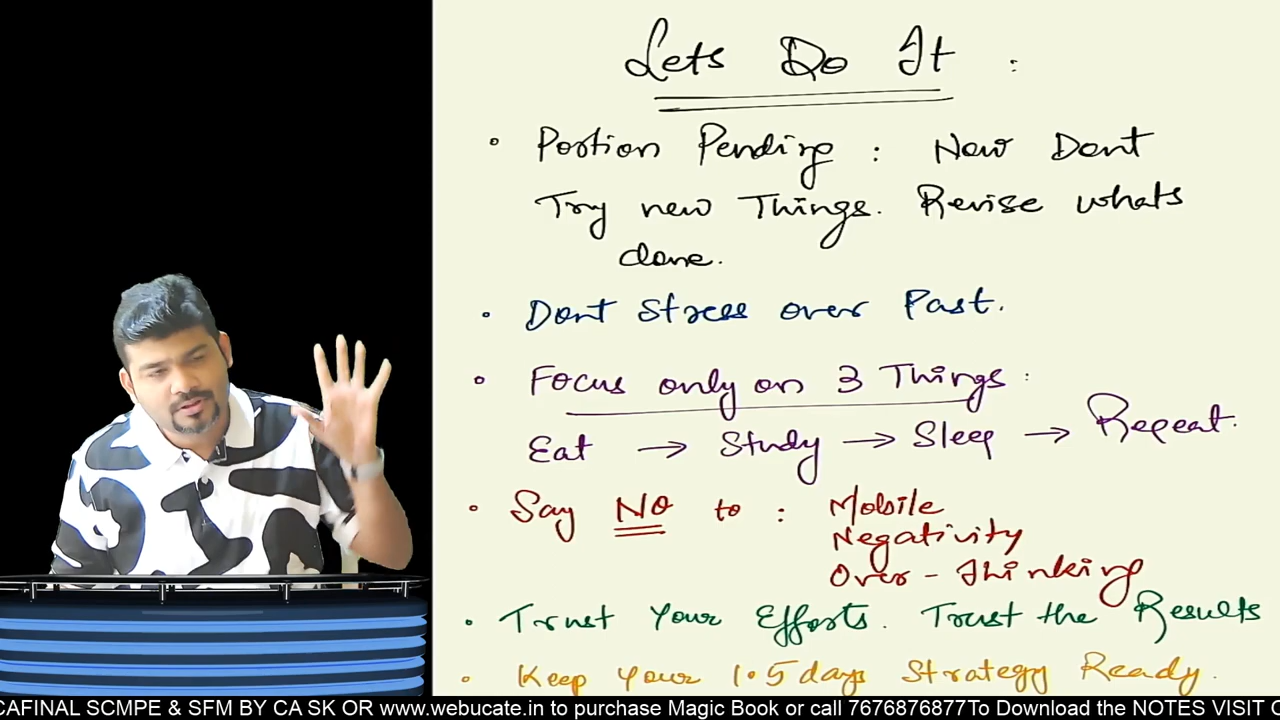 Lets Do It :
• Portion Pending : Now Dont
Try new Things. Revise whats
done.
• Dont Stress over Past.
• Focus only on 3 Things :
Eat → Study → Sleep → Repeat.
• Say NO to : Mobile
Negativity
Over - Thinking
• Trust Your Efforts. Trust the Results
• Keep your 1.5 days Strategy Ready.
CAFINAL SCMPE & SFM BY CA SK OR www.webucate.in to purchase Magic Book or call 7676876877To Download the NOTES VISIT C